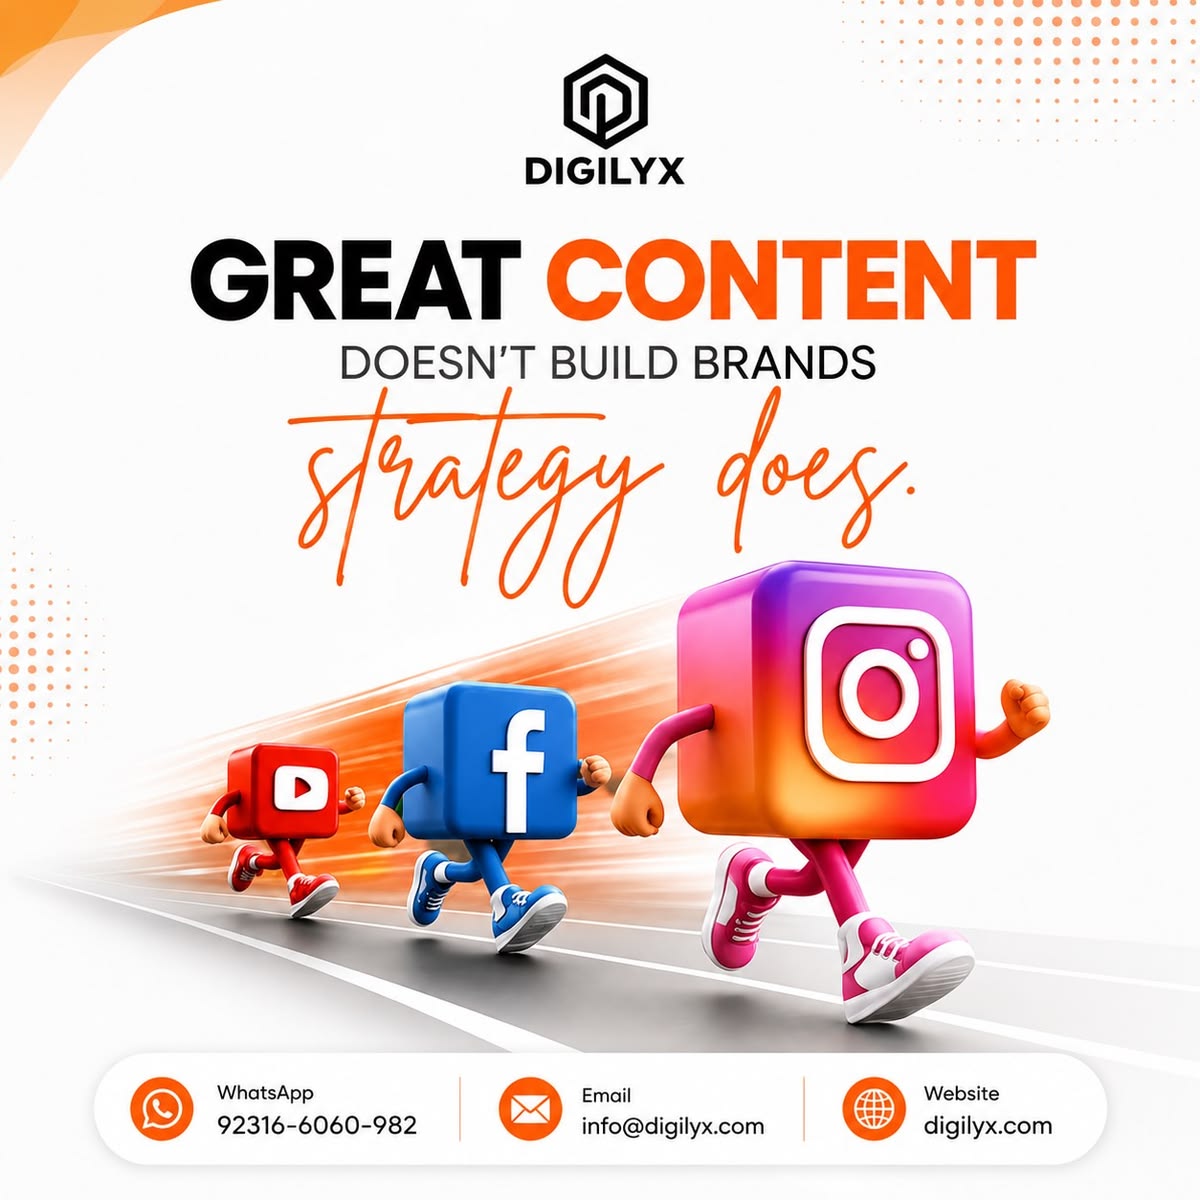 DIGILYX
GREAT CONTENT
DOESN'T BUILD BRANDS
strategy does.
f
WhatsApp
92316-6060-982
Email
info@digilyx.com
Website
digilyx.com